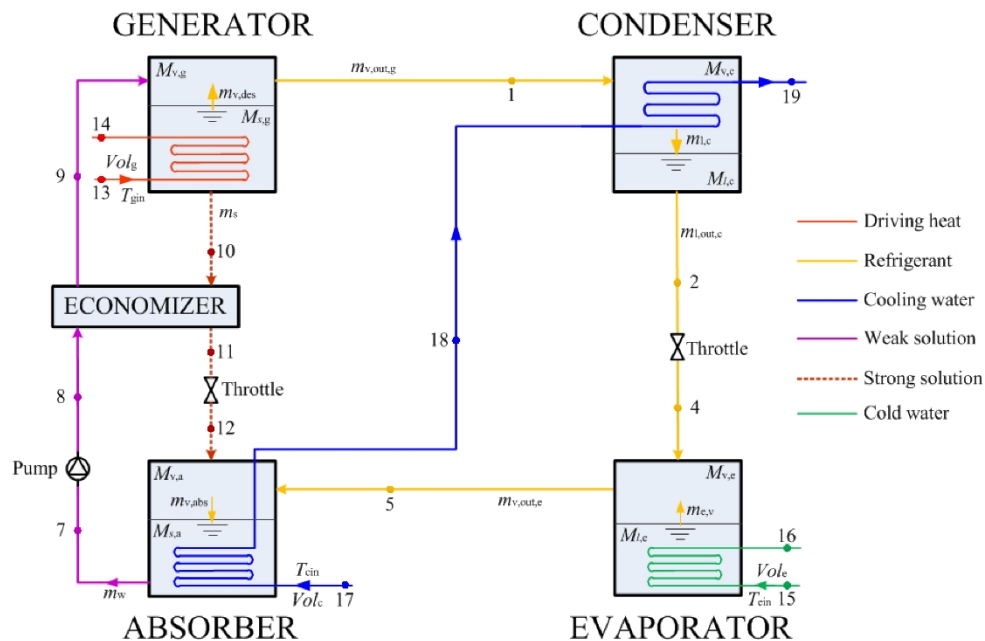 GENERATOR
CONDENSER
Mv,g
mv,out,g
Mv,c
mv,des
1
19
Ms,g
14
ml,c
Volg
9
13
Tgin
Ml,c
ms
Driving heat
10
ml,out,c
Refrigerant
2
ECONOMIZER
Cooling water
18
Weak solution
11
Throttle
Throttle
Strong solution
8
4
Cold water
12
Pump
Mv,a
Mv,e
mv,abs
5
mv,out,e
me,v
7
Ms,a
Ml,e
16
Tcin
Vole
mw
Volc
17
Tein
15
ABSORBER
EVAPORATOR